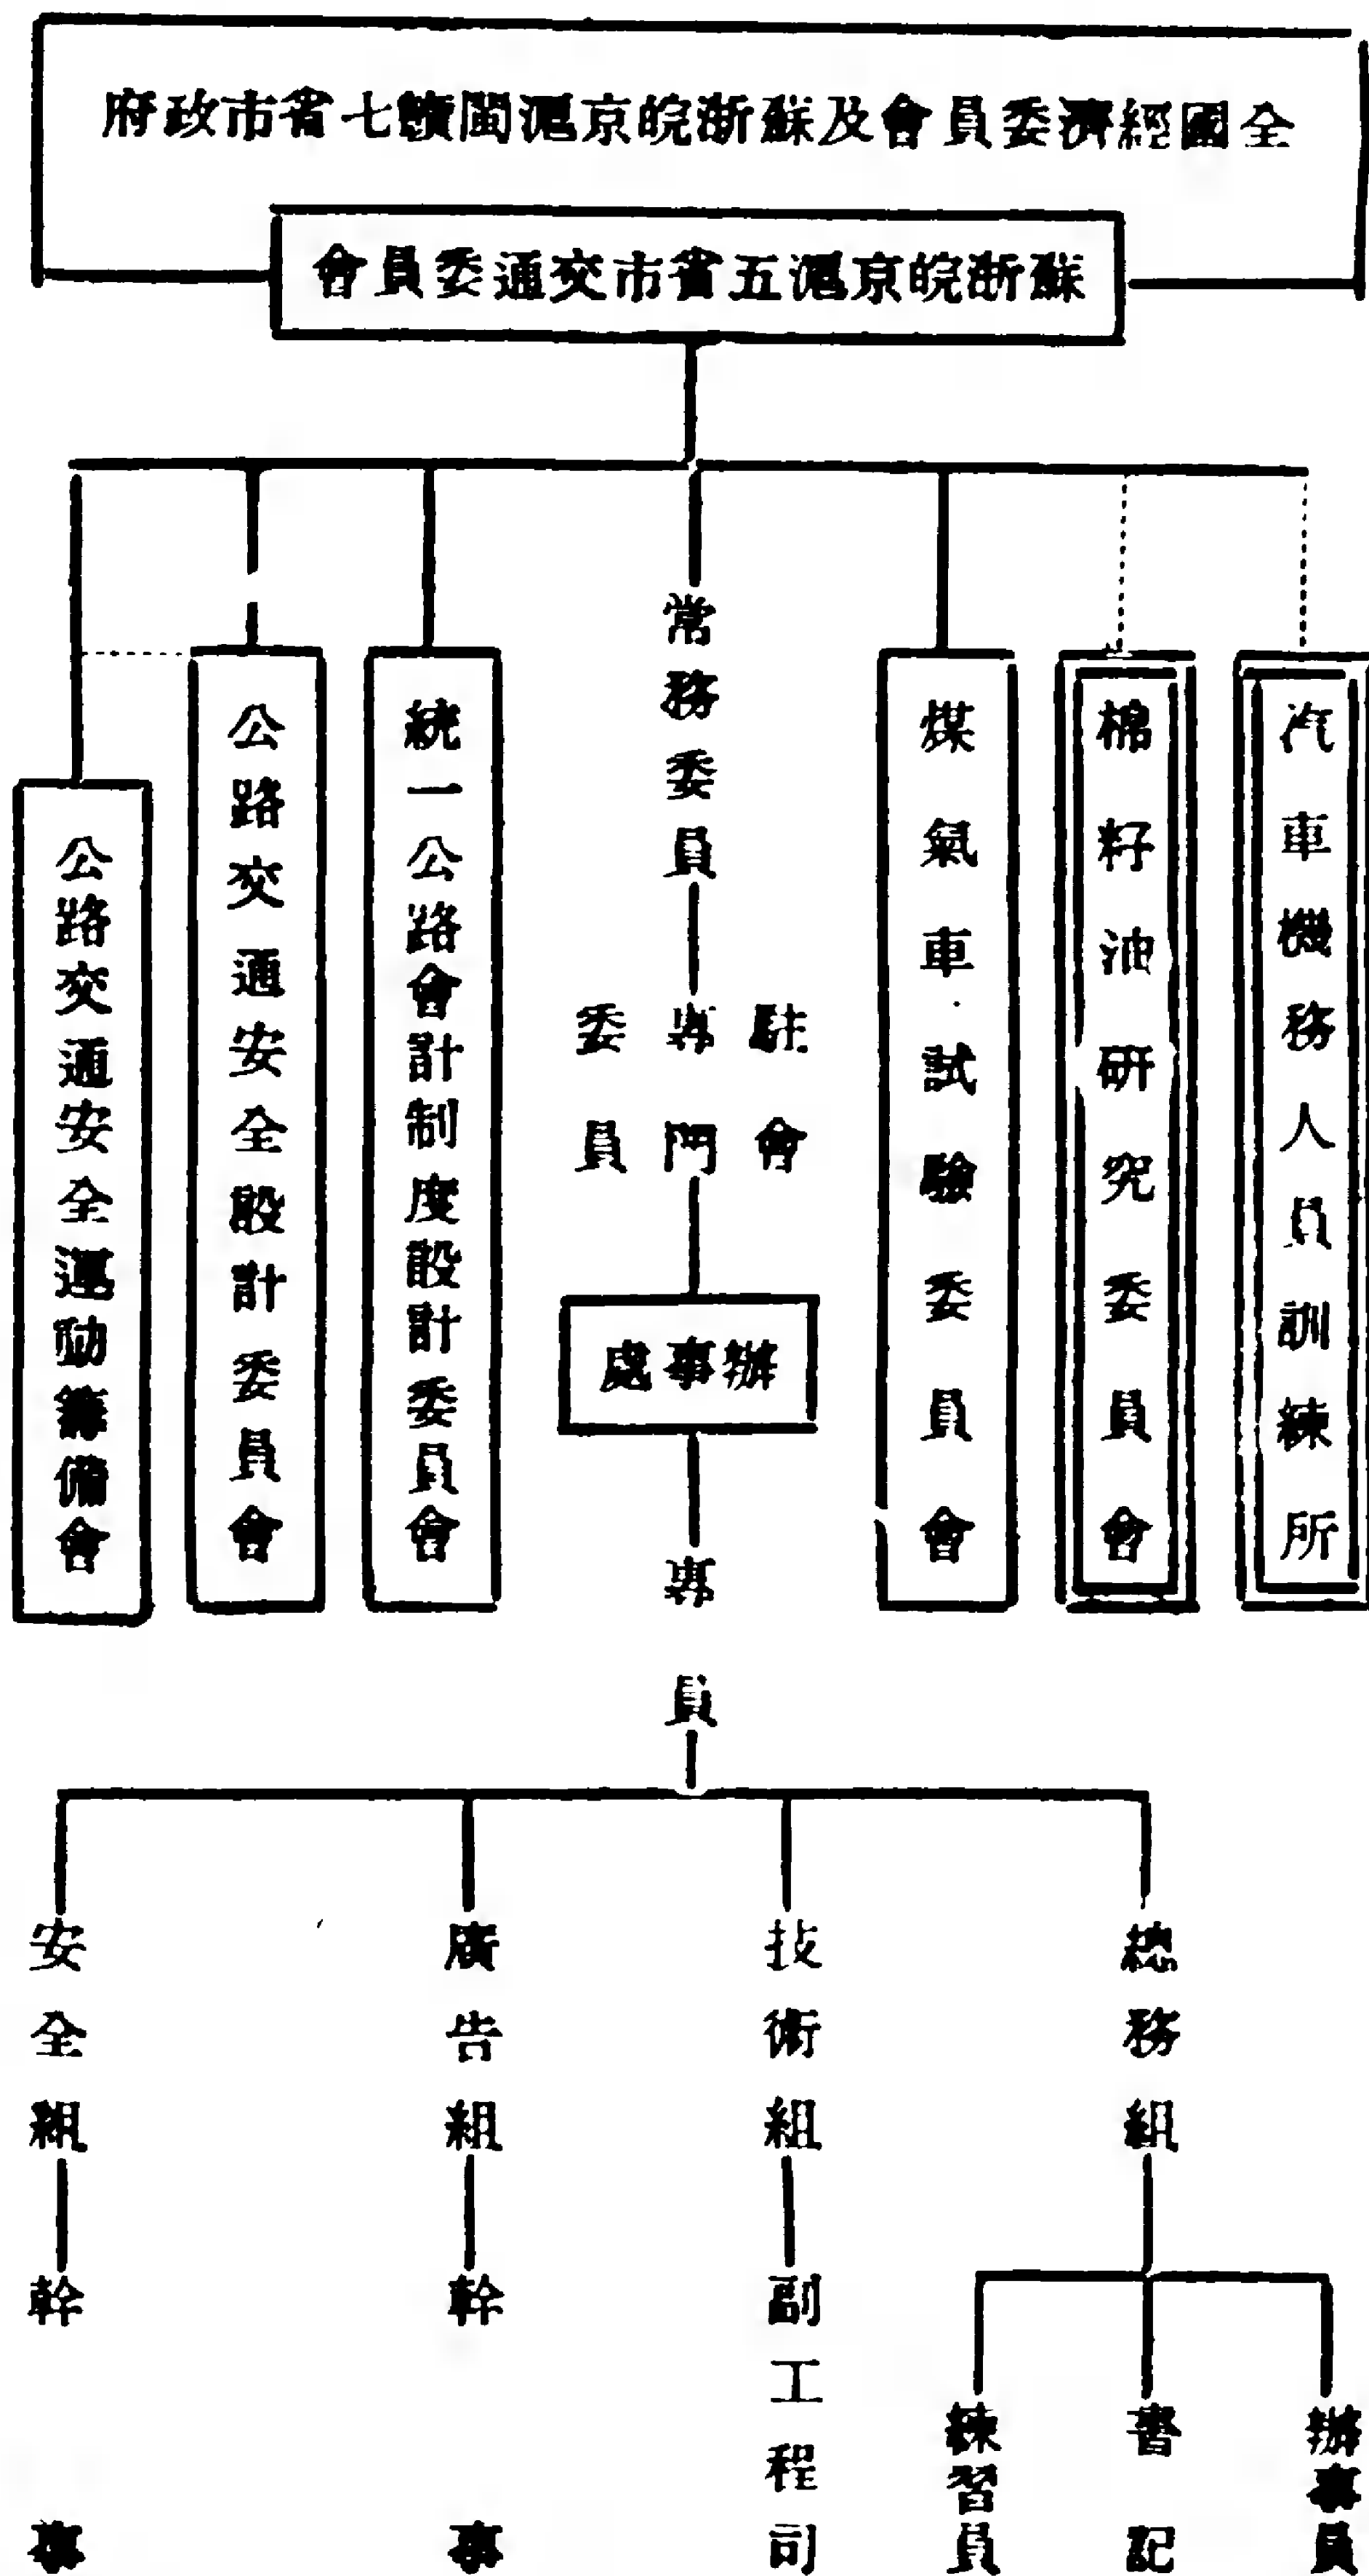 全國經濟委員會及蘇浙皖京滬閩贛七省市政府
蘇浙皖京滬五省市交通委員會
汽車機務人員訓練所
棉籽油研究委員會
煤氣車試驗委員會
常務委員
駐會
專門
委員
辦事處
專員
統一公路會計制度設計委員會
公路交通安全設計委員會
公路交通安全運動籌備會
總務組
辦事員
書記
練習員
技術組
副工程司
廣告組
幹事
安全組
幹事